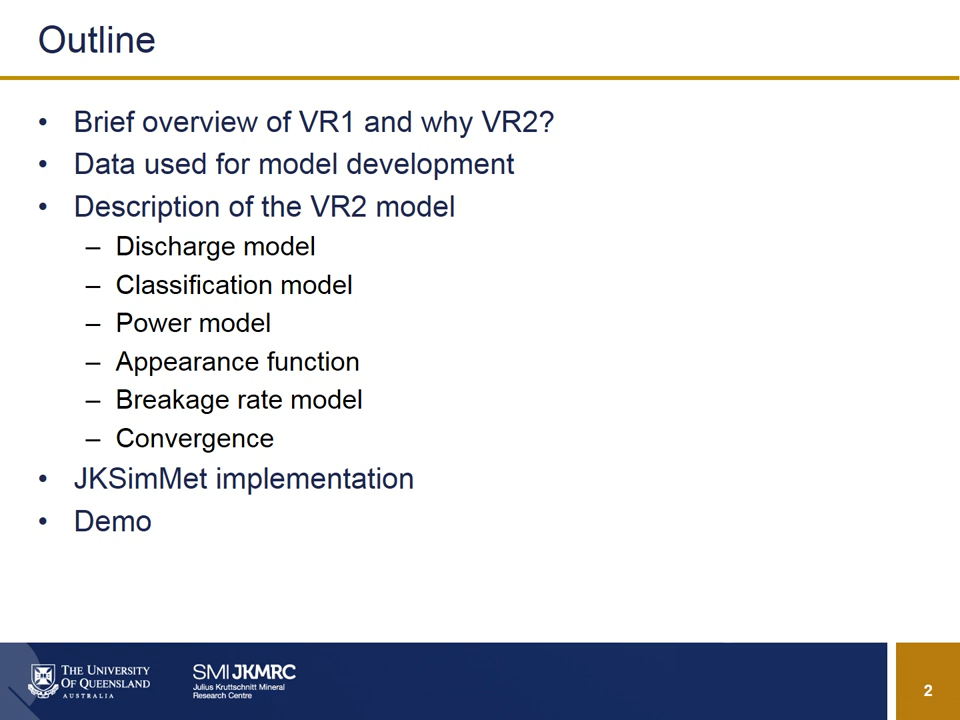 Outline
• Brief overview of VR1 and why VR2?
• Data used for model development
• Description of the VR2 model
– Discharge model
– Classification model
– Power model
– Appearance function
– Breakage rate model
– Convergence
• JKSimMet implementation
• Demo
THE UNIVERSITY
OF QUEENSLAND
AUSTRALIA
SMI JKMRC
Julius Kruttschnitt Mineral
Research Centre
2